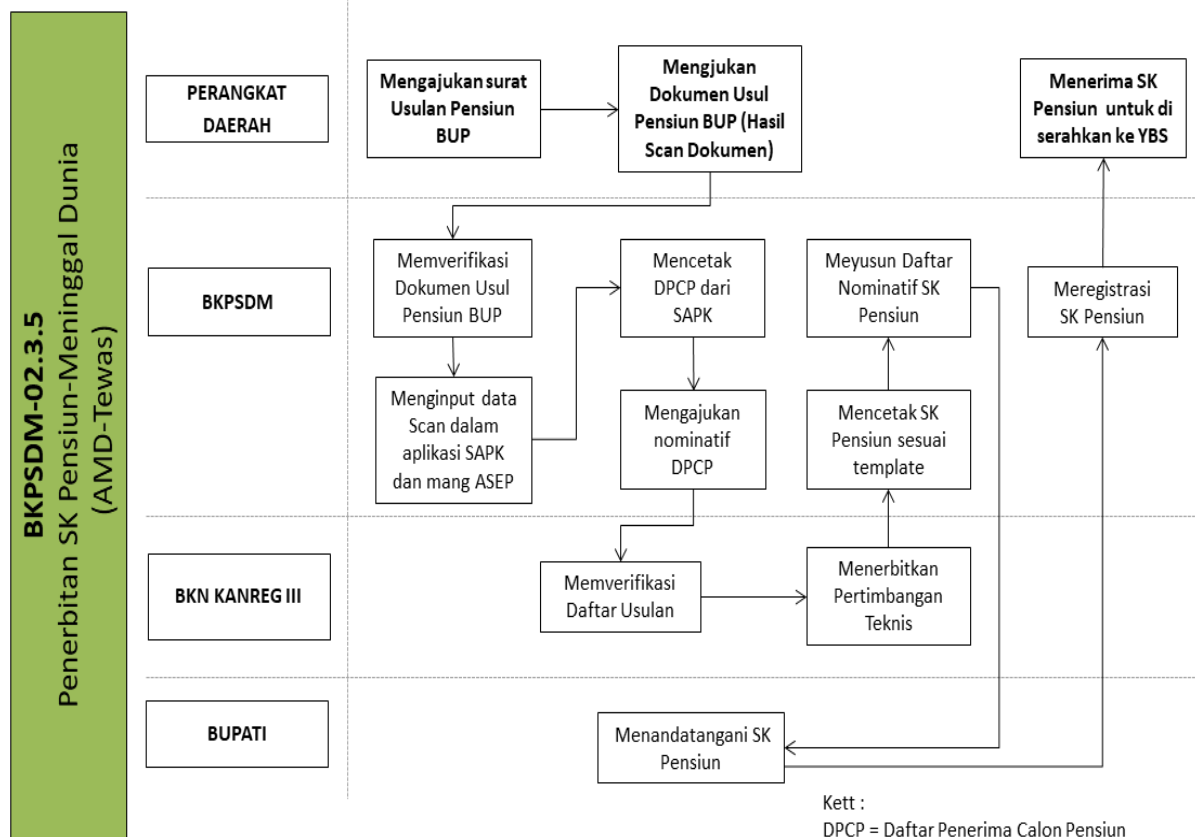 BKPSDM-02.3.5
Penerbitan SK Pensiun-Meninggal Dunia
(AMD-Tewas)
PERANGKAT
DAERAH
Mengajukan surat
Usulan Pensiun
BUP
Mengjukan
Dokumen Usul
Pensiun BUP (Hasil
Scan Dokumen)
Menerima SK
Pensiun untuk di
serahkan ke YBS
BKPSDM
Memverifikasi
Dokumen Usul
Pensiun BUP
Mencetak
DPCP dari
SAPK
Meyusun Daftar
Nominatif SK
Pensiun
Meregistrasi
SK Pensiun
Menginput data
Scan dalam
aplikasi SAPK
dan mang ASEP
Mengajukan
nominatif
DPCP
Mencetak SK
Pensiun sesuai
template
BKN KANREG III
Memverifikasi
Daftar Usulan
Menerbitkan
Pertimbangan
Teknis
BUPATI
Menandatangani SK
Pensiun
Kett :
DPCP = Daftar Penerima Calon Pensiun